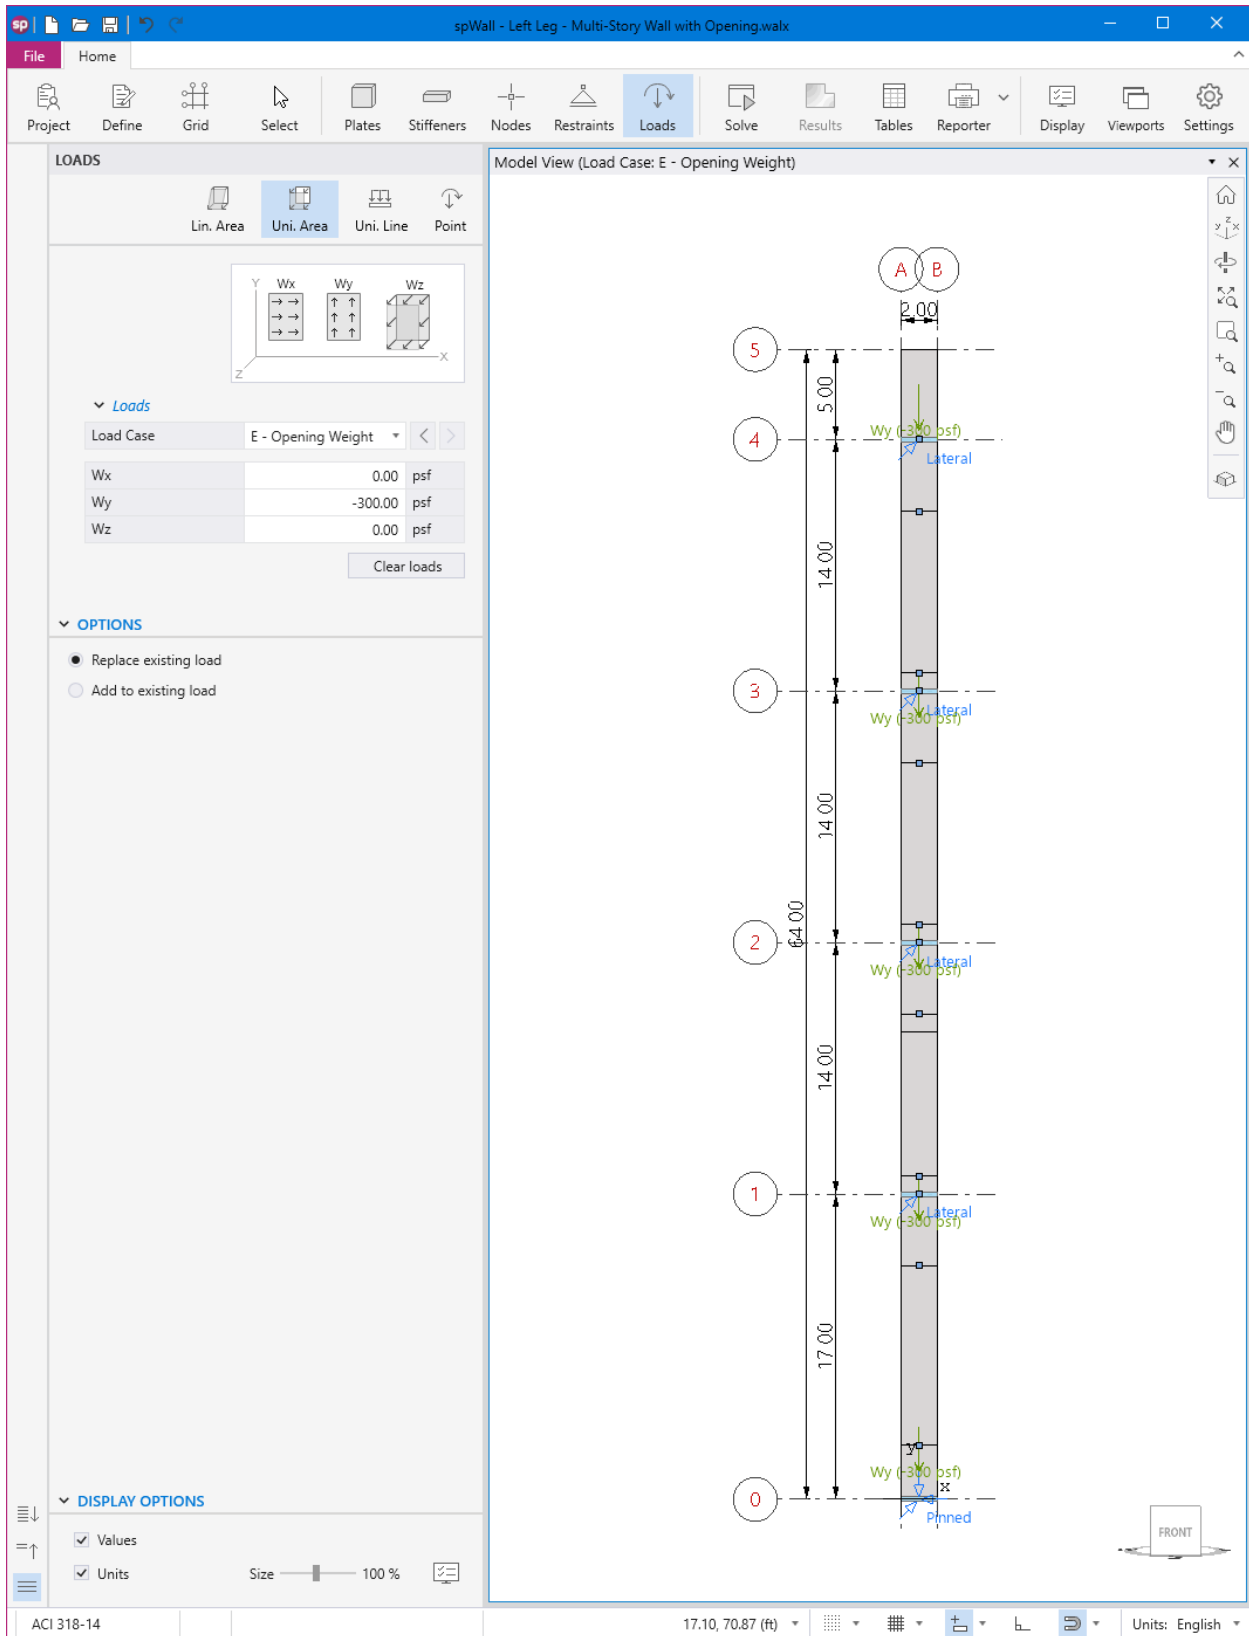 sp
spWall - Left Leg - Multi-Story Wall with Opening.walx
File Home
Project Define Grid Select Plates Stiffeners Nodes Restraints Loads Solve Results Tables Reporter Display Viewports Settings
LOADS
Model View (Load Case: E - Opening Weight)
Lin. Area Uni. Area Uni. Line Point
Y Wx Wy Wz
X
Z
Loads
Load Case E - Opening Weight
Wx 0.00 psf
Wy -300.00 psf
Wz 0.00 psf
Clear loads
OPTIONS
Replace existing load
Add to existing load
A B
2.00
5
5.00
Wy (-300 psf)
4
Lateral
14.00
3
Lateral
Wy (-300 psf)
14.00
64.00
2
Lateral
Wy (-300 psf)
14.00
1
Lateral
Wy (-300 psf)
17.00
y
Wy (-300 psf)
x
0
Pinned
z
y x
FRONT
DISPLAY OPTIONS
Values
Units Size 100 %
ACI 318-14 17.10, 70.87 (ft) Units: English